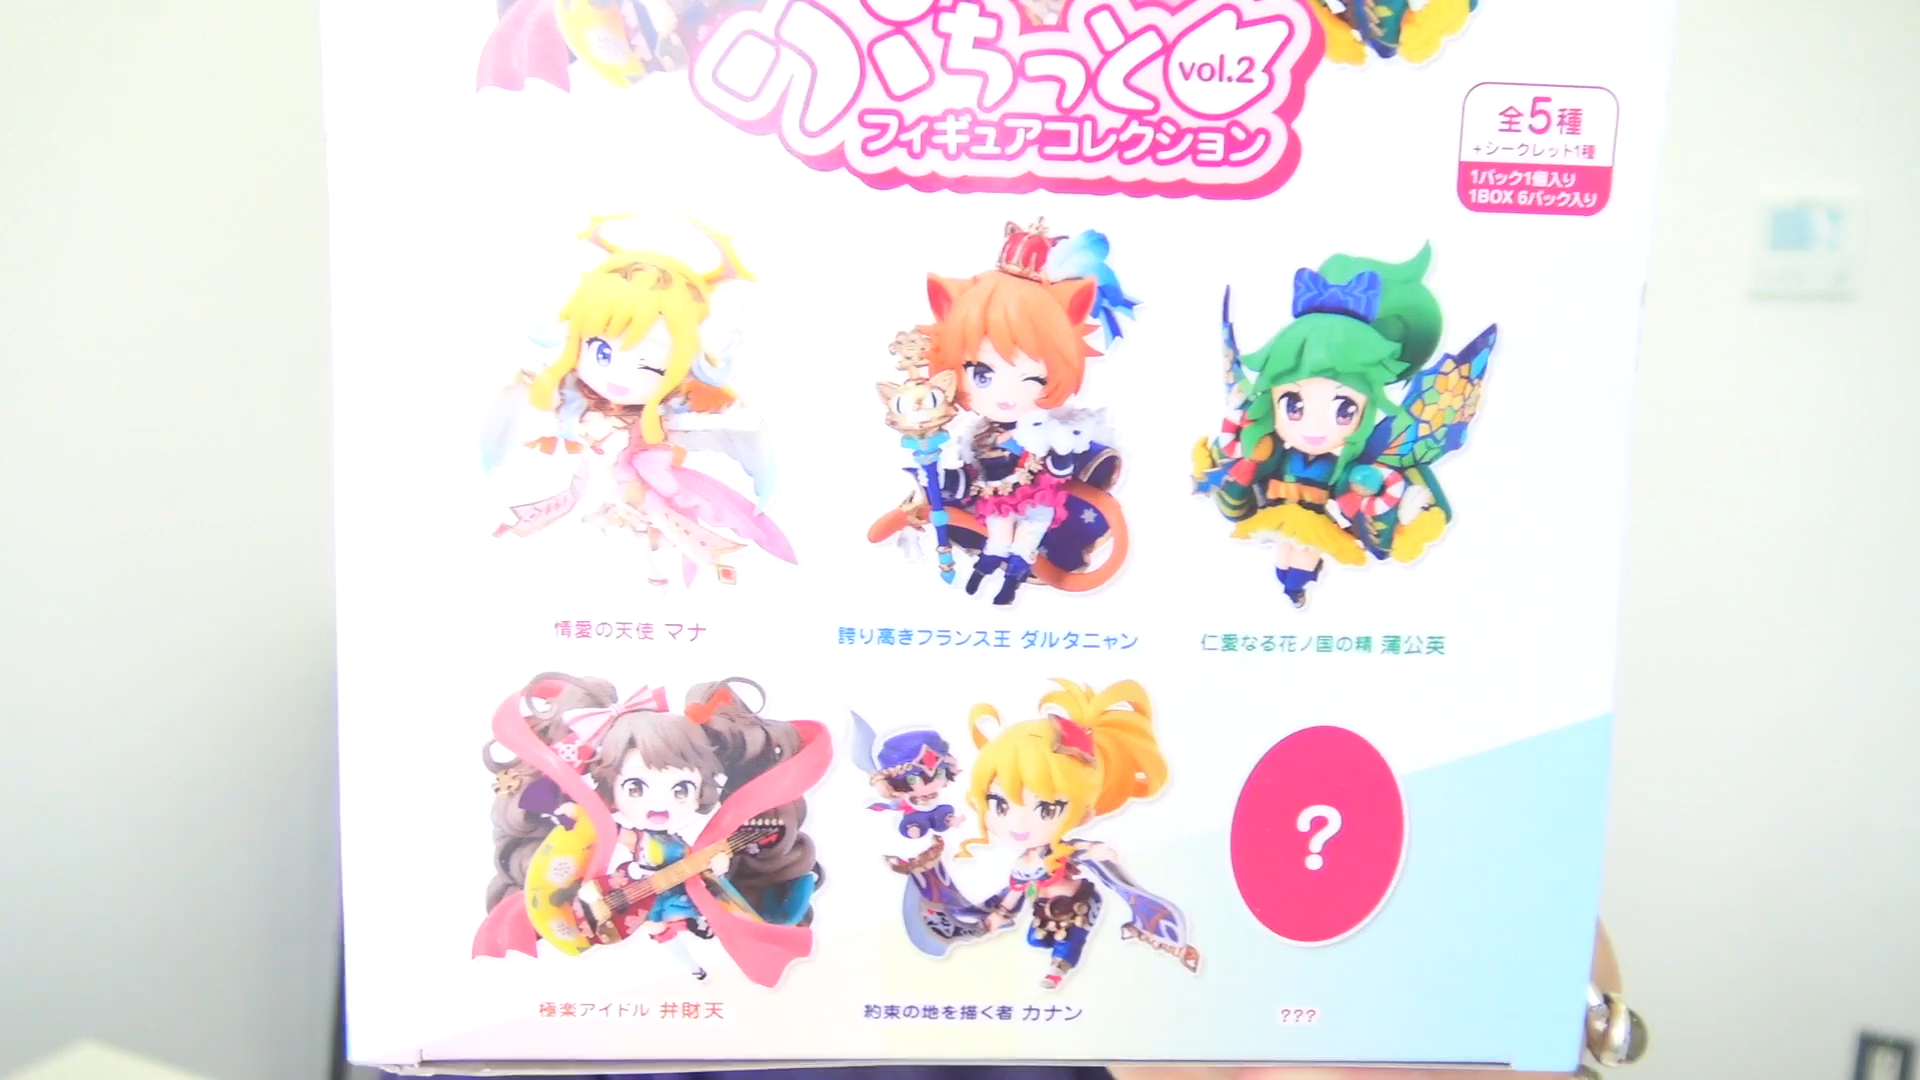 ぷちっと
vol.2
フィギュアコレクション
全5種
+シークレット1種
1パック1個入り
1BOX 6パック入り
情愛の天使 マナ
誇り高きフランス王 ダルタニャン
仁愛なる花ノ国の精 蒲公英
極楽アイドル 弁財天
約束の地を描く者 カナン
?
???